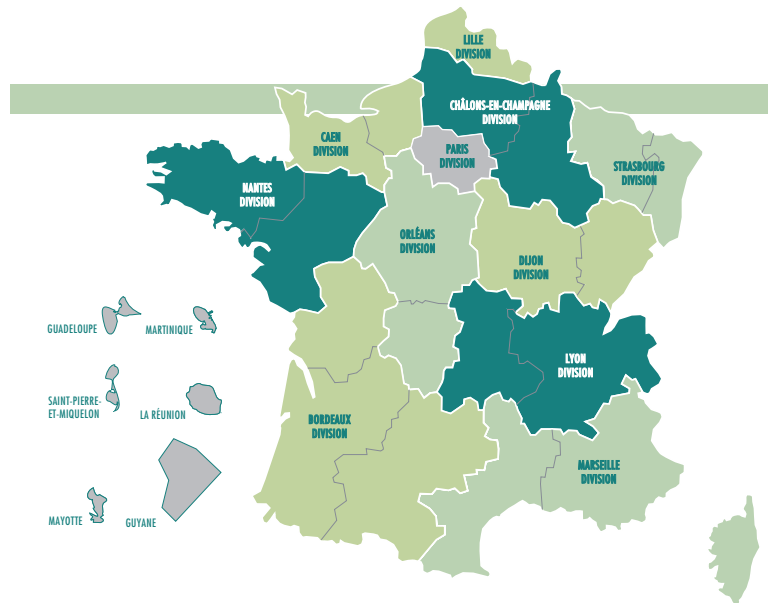 LILLE
DIVISION
CHÂLONS-EN-CHAMPAGNE
DIVISION
CAEN
DIVISION
PARIS
DIVISION
STRASBOURG
DIVISION
NANTES
DIVISION
ORLÉANS
DIVISION
DIJON
DIVISION
GUADELOUPE
MARTINIQUE
LYON
DIVISION
SAINT-PIERRE-
ET-MIQUELON
LA RÉUNION
BORDEAUX
DIVISION
MARSEILLE
DIVISION
MAYOTTE
GUYANE